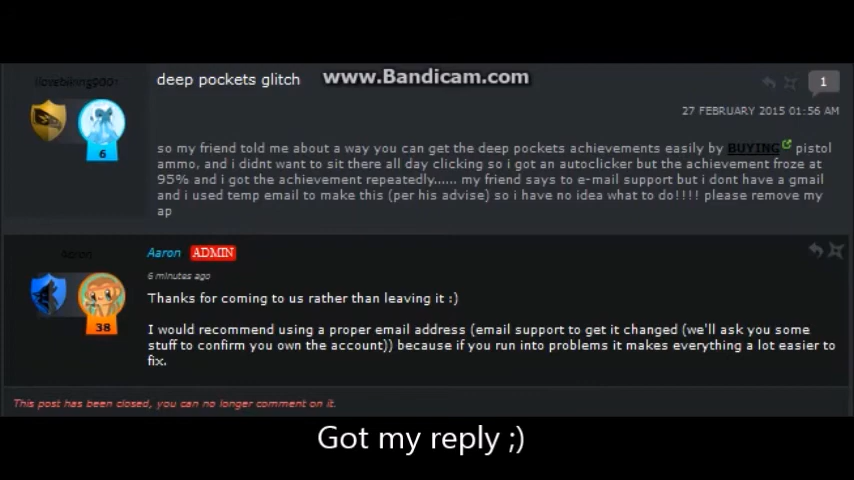 www.Bandicam.com
deep pockets glitch
1
27 FEBRUARY 2015 01:56 AM
6
so my friend told me about a way you can get the deep pockets achievements easily by BUYING pistol
ammo, and i didnt want to sit there all day clicking so i got an autoclicker but the achievement froze at
95% and i got the achievement repeatedly...... my friend says to e-mail support but i dont have a gmail
and i used temp email to make this (per his advise) so i have no idea what to do!!!! please remove my
ap
Aaron
Aaron ADMIN
6 minutes ago
38
Thanks for coming to us rather than leaving it :)
I would recommend using a proper email address (email support to get it changed (we'll ask you some
stuff to confirm you own the account)) because if you run into problems it makes everything a lot easier to
fix.
This post has been closed, you can no longer comment on it.
Got my reply ;)